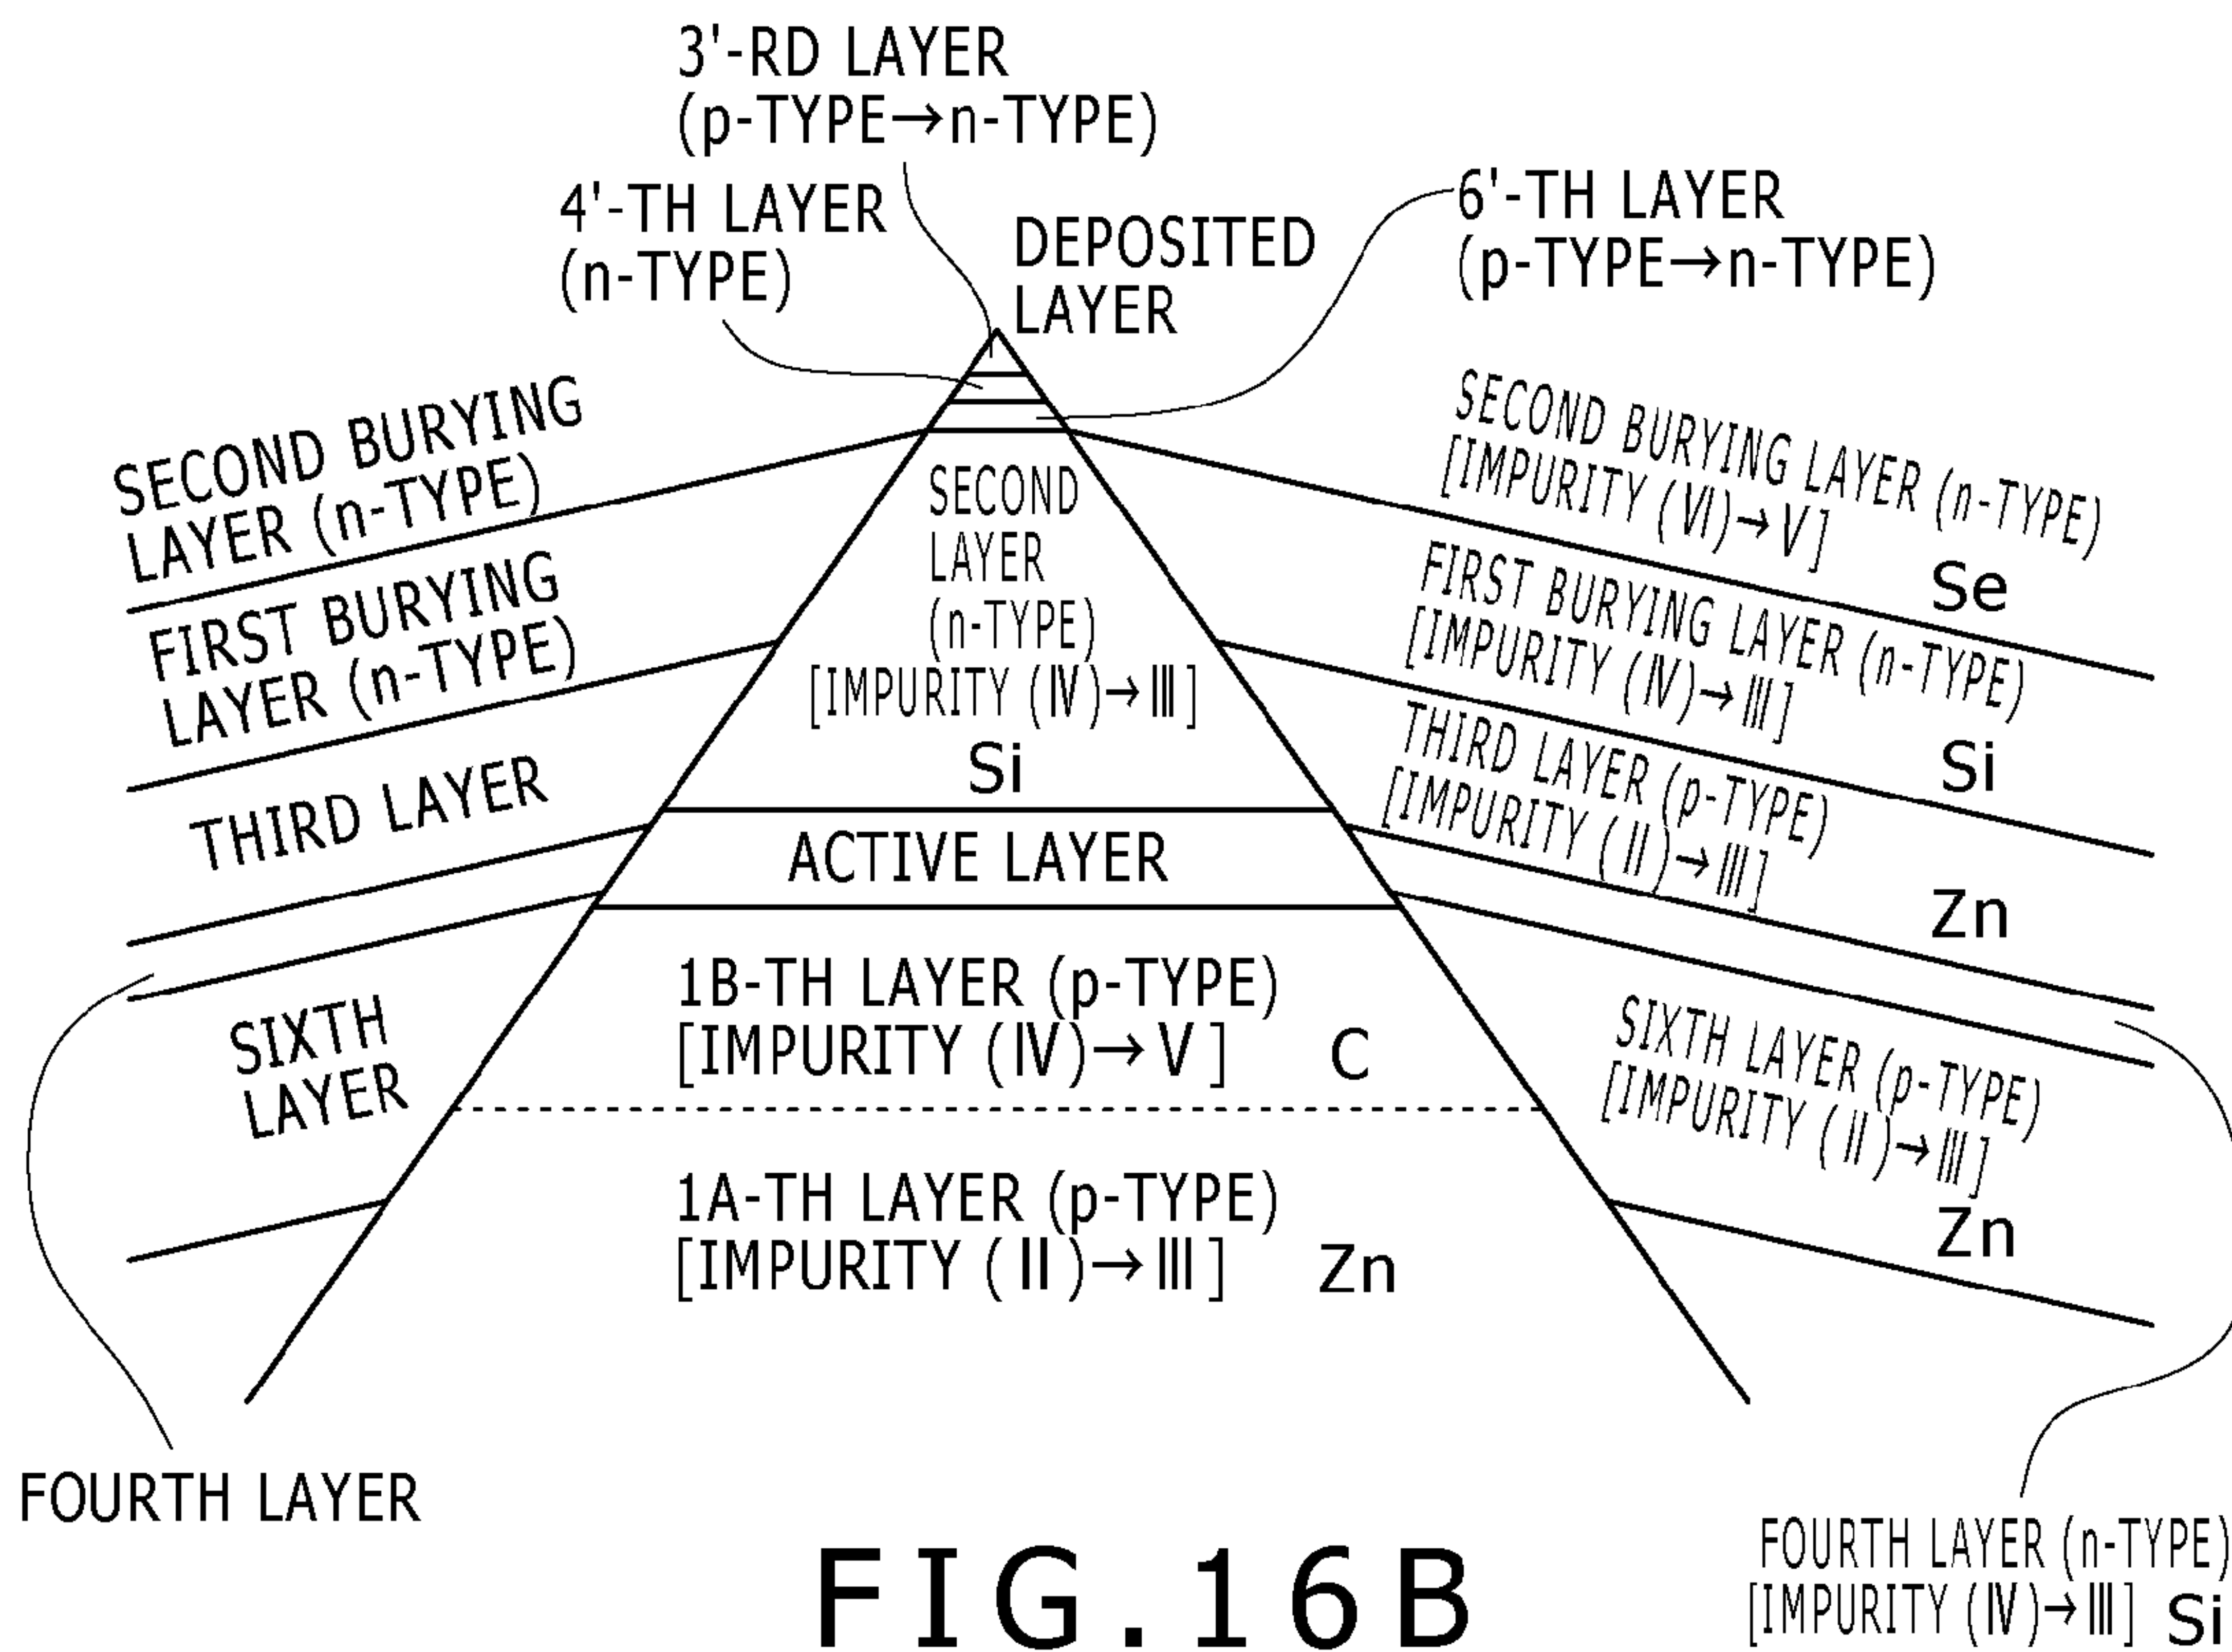 3'-RD LAYER
(p-TYPE→n-TYPE)
4'-TH LAYER
(n-TYPE)
DEPOSITED
LAYER
6'-TH LAYER
(p-TYPE→n-TYPE)
SECOND BURYING
LAYER (n-TYPE)
FIRST BURYING
LAYER (n-TYPE)
THIRD LAYER
SIXTH
LAYER
FOURTH LAYER
SECOND
LAYER
(n-TYPE)
[IMPURITY (Ⅳ)→Ⅲ]
Si
ACTIVE LAYER
1B-TH LAYER (p-TYPE)
[IMPURITY (Ⅳ)→Ⅴ] C
1A-TH LAYER (p-TYPE)
[IMPURITY (Ⅱ)→Ⅲ] Zn
SECOND BURYING LAYER (n-TYPE)
[IMPURITY (Ⅵ)→Ⅴ]
Se
FIRST BURYING LAYER (n-TYPE)
[IMPURITY (Ⅳ)→Ⅲ]
Si
THIRD LAYER (p-TYPE)
[IMPURITY (Ⅱ)→Ⅲ]
Zn
SIXTH LAYER (p-TYPE)
[IMPURITY (Ⅱ)→Ⅲ]
Zn
FOURTH LAYER (n-TYPE)
[IMPURITY (Ⅳ)→Ⅲ] Si
FIG.16B